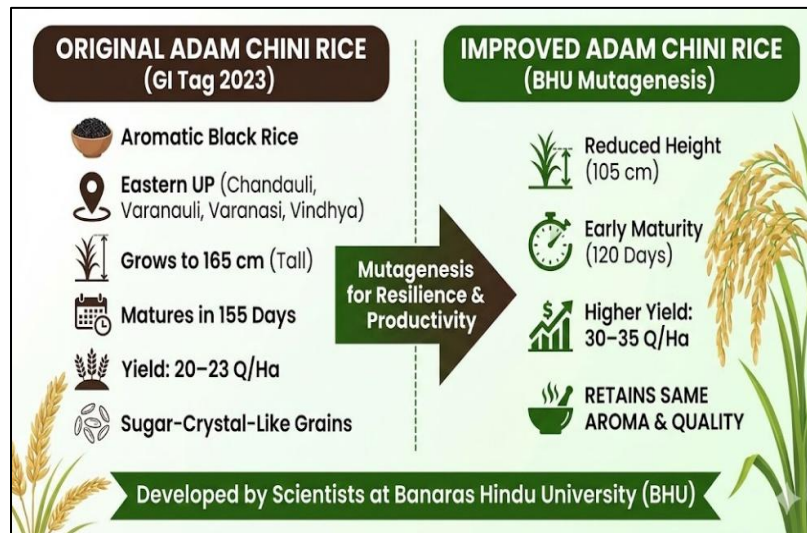 ORIGINAL ADAM CHINI RICE
(GI Tag 2023)
Aromatic Black Rice
Eastern UP (Chandauli,
Varanauli, Varanasi, Vindhya)
Grows to 165 cm (Tall)
Matures in 155 Days
Yield: 20–23 Q/Ha
Sugar-Crystal-Like Grains
Mutagenesis
for Resilience &
Productivity
IMPROVED ADAM CHINI RICE
(BHU Mutagenesis)
Reduced Height
(105 cm)
Early Maturity
(120 Days)
$
Higher Yield:
30–35 Q/Ha
RETAINS SAME
AROMA & QUALITY
Developed by Scientists at Banaras Hindu University (BHU)